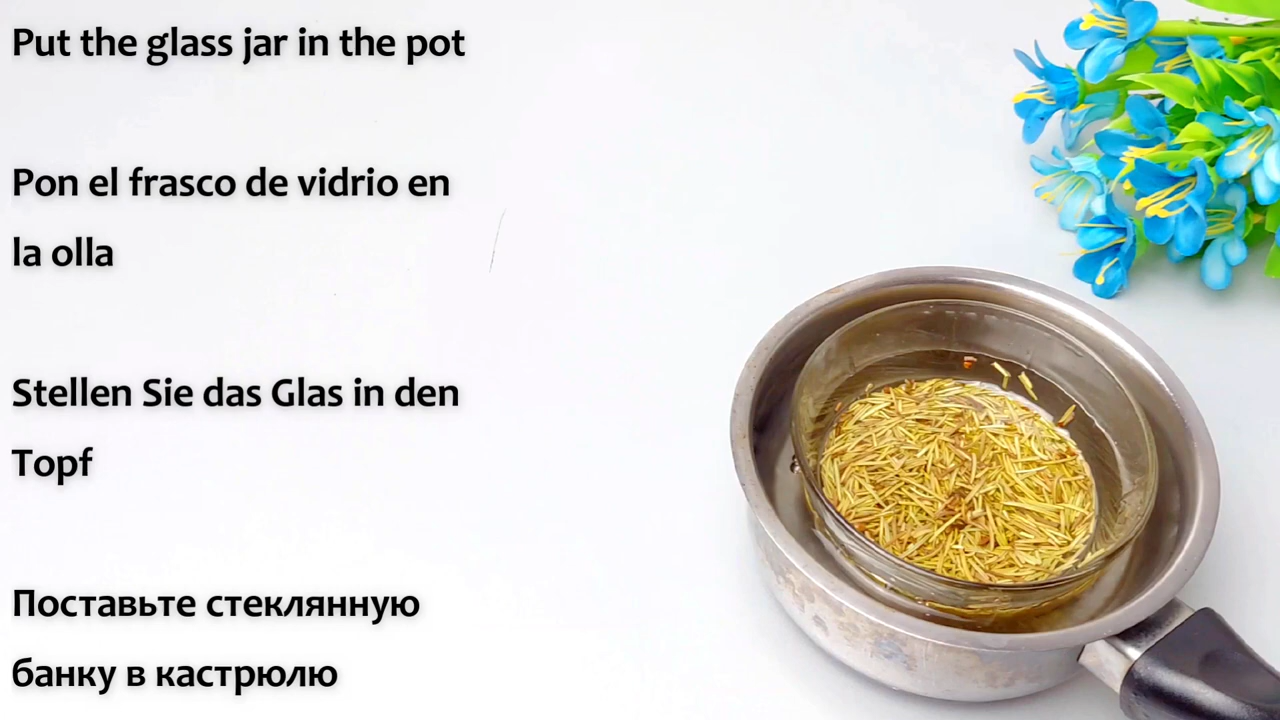 Put the glass jar in the pot
Pon el frasco de vidrio en
la olla
Stellen Sie das Glas in den
Topf
Поставьте стеклянную
банку в кастрюлю